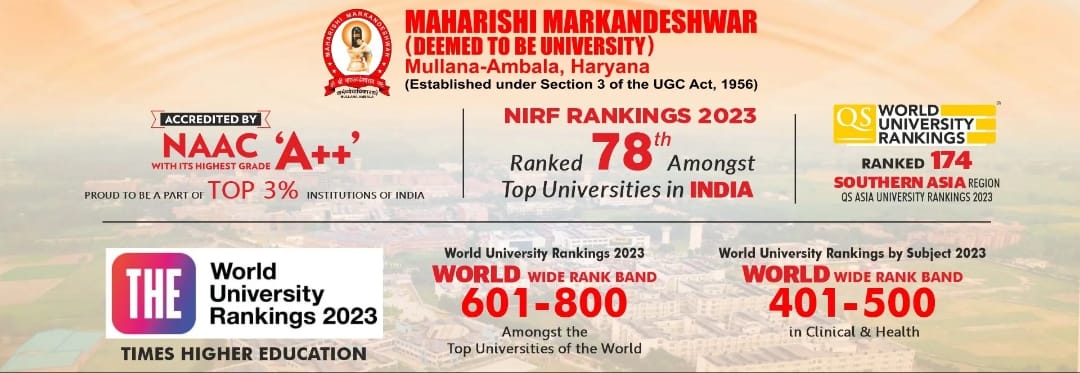 MAHARISHI MARKANDESHWAR
(DEEMED TO BE UNIVERSITY)
Mullana-Ambala, Haryana
(Established under Section 3 of the UGC Act, 1956)
MAHARISHI MARKANDESHWAR
MULLANA-AMBALA
ACCREDITED BY
NAAC 'A++'
WITH ITS HIGHEST GRADE
PROUD TO BE A PART OF TOP 3% INSTITUTIONS OF INDIA
NIRF RANKINGS 2023
Ranked 78th Amongst
Top Universities in INDIA
QS WORLD
UNIVERSITY
RANKINGS
RANKED 174
SOUTHERN ASIA REGION
QS ASIA UNIVERSITY RANKINGS 2023
THE World
University
Rankings 2023
TIMES HIGHER EDUCATION
World University Rankings 2023
WORLD WIDE RANK BAND
601-800
Amongst the
Top Universities of the World
World University Rankings by Subject 2023
WORLD WIDE RANK BAND
401-500
in Clinical & Health